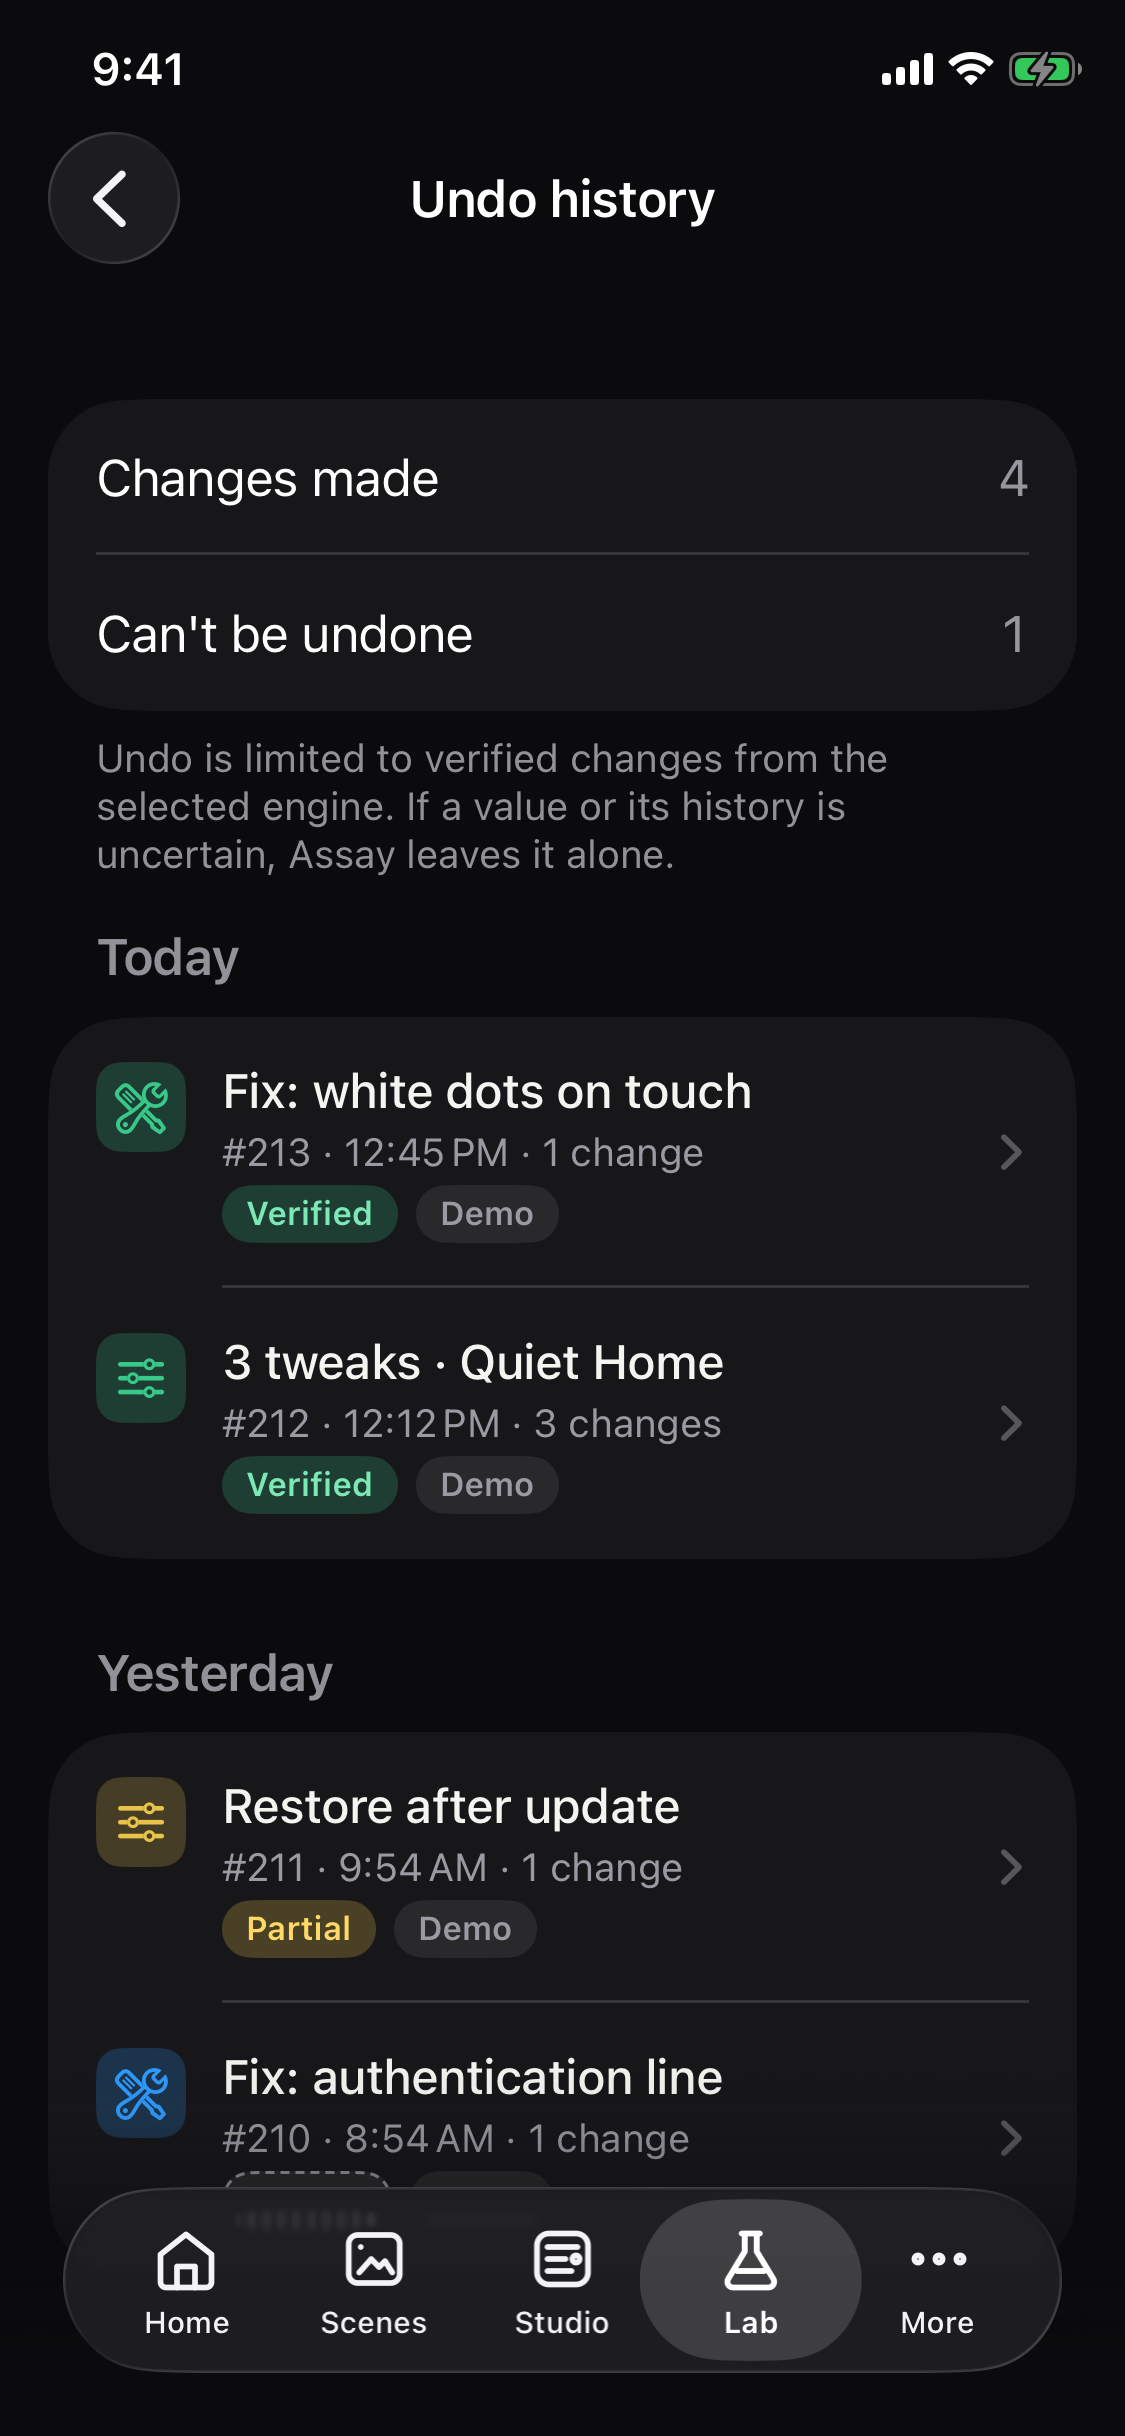 9:41
Undo history
Changes made 4
Can't be undone 1
Undo is limited to verified changes from the
selected engine. If a value or its history is
uncertain, Assay leaves it alone.
Today
Fix: white dots on touch
#213 · 12:45 PM · 1 change
Verified Demo
3 tweaks · Quiet Home
#212 · 12:12 PM · 3 changes
Verified Demo
Yesterday
Restore after update
#211 · 9:54 AM · 1 change
Partial Demo
Fix: authentication line
#210 · 8:54 AM · 1 change
Home Scenes Studio Lab More